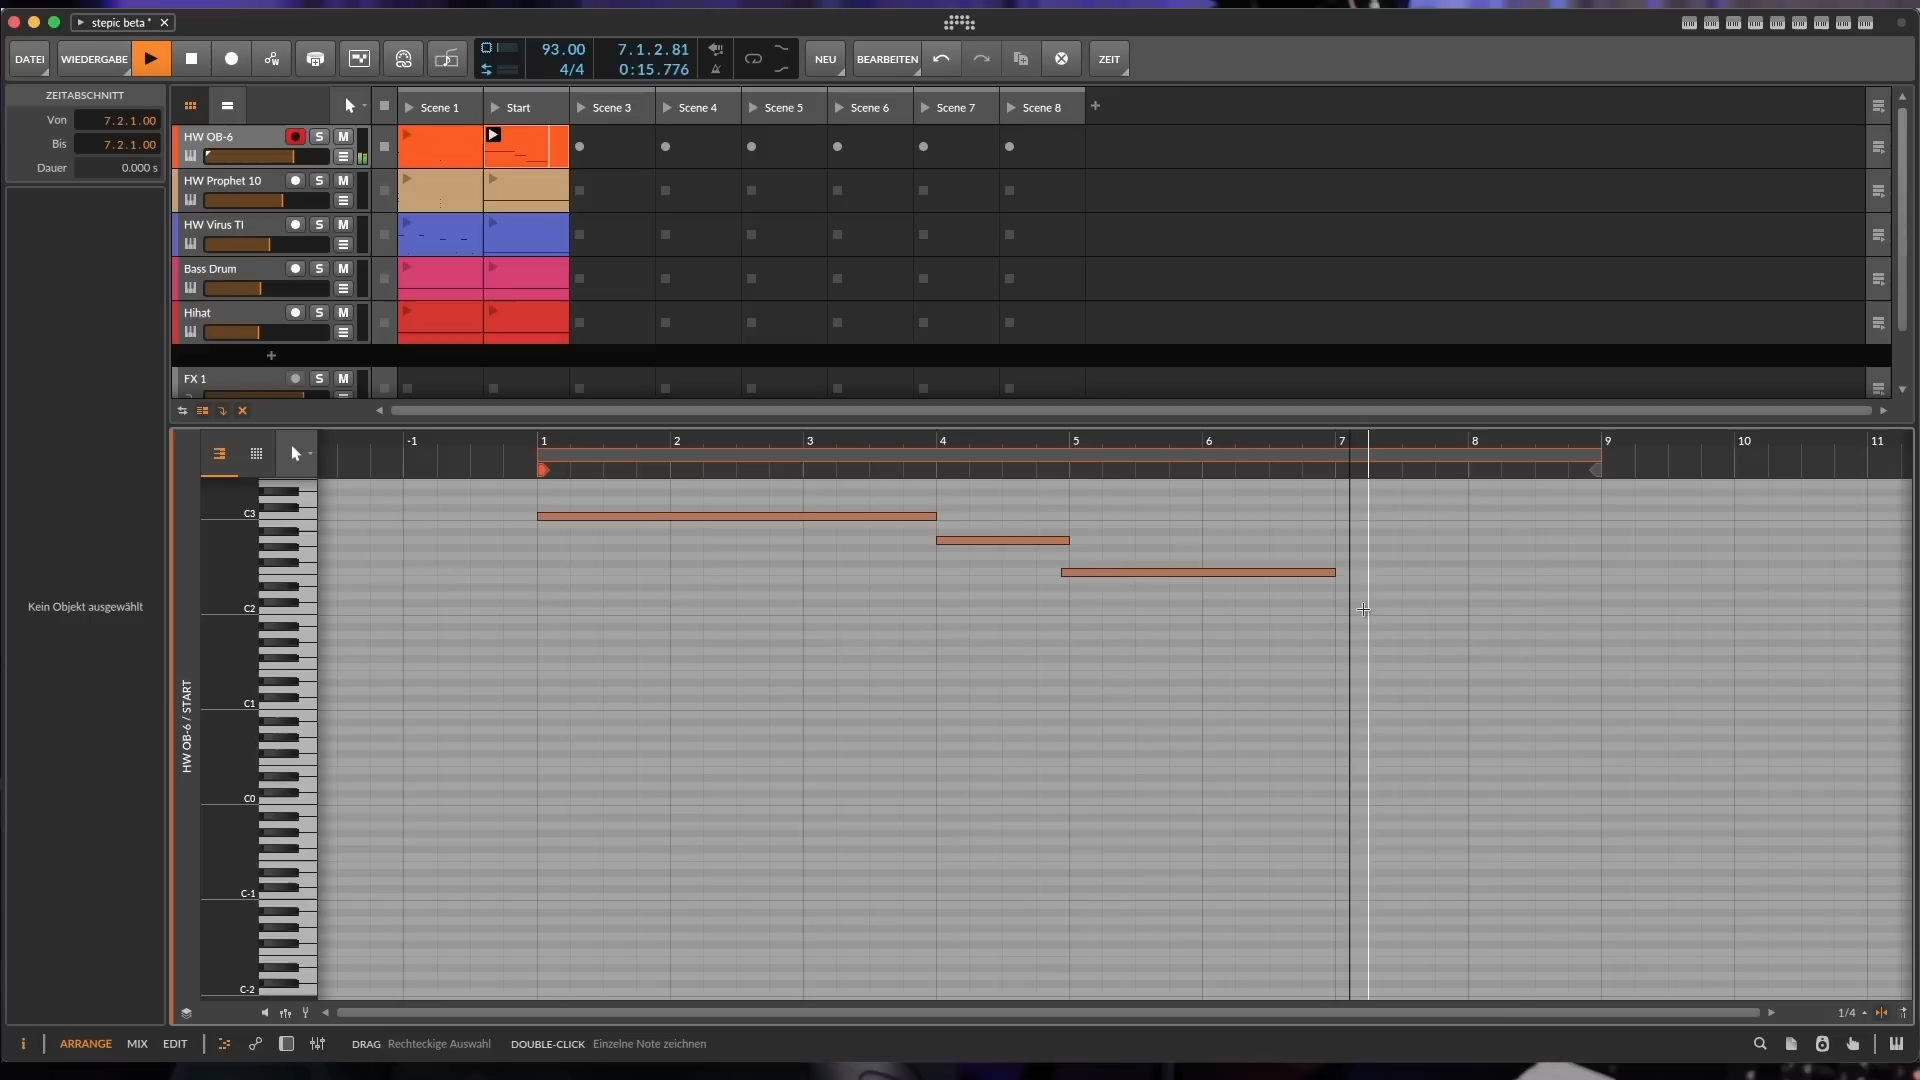 stepic beta *
DATEI
WIEDERGABE
93.00
4/4
7.1.2.81
0:15.776
NEU
BEARBEITEN
ZEIT
ZEITABSCHNITT
Von 7.2.1.00
Bis 7.2.1.00
Dauer 0.000 s
Kein Objekt ausgewählt
Scene 1
Start
Scene 3
Scene 4
Scene 5
Scene 6
Scene 7
Scene 8
HW OB-6 S M
HW Prophet 10 S M
HW Virus TI S M
Bass Drum S M
Hihat S M
FX 1 S M
-1 1 2 3 4 5 6 7 8 9 10 11
C3
C2
C1
C0
C-1
C-2
HW OB-6 / START
1/4
i ARRANGE MIX EDIT
DRAG Rechteckige Auswahl DOUBLE-CLICK Einzelne Note zeichnen